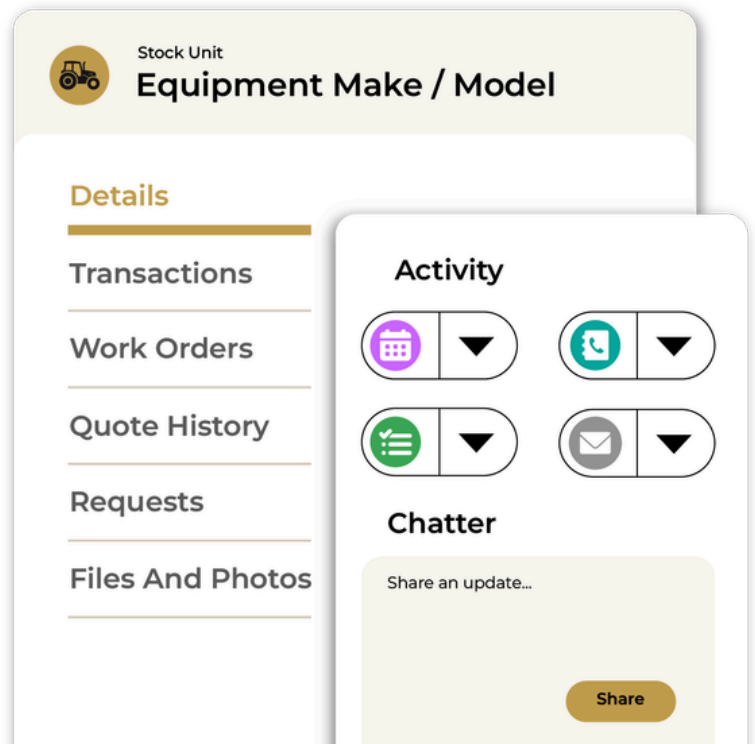 Stock Unit
Equipment Make / Model
Details
Transactions
Work Orders
Quote History
Requests
Files And Photos
Activity
Chatter
Share an update...
Share